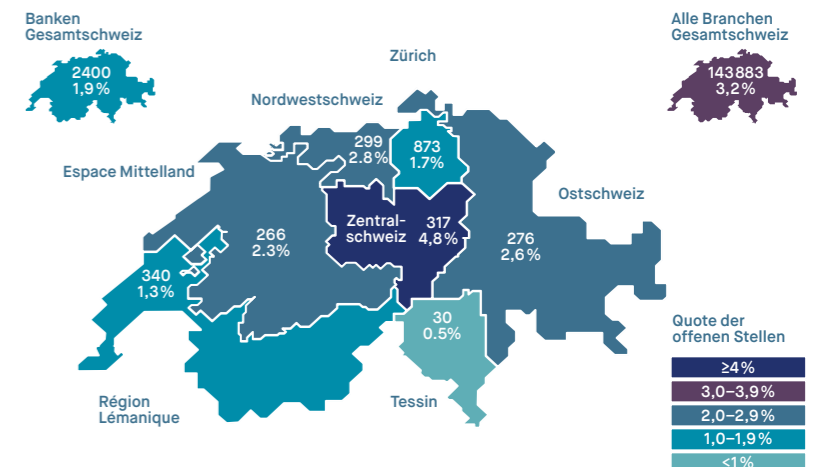 Banken
Gesamtschweiz
2400
1,9 %
Alle Branchen
Gesamtschweiz
143 883
3,2 %
Zürich
Nordwestschweiz
299
2.8%
873
1.7%
Espace Mittelland
Ostschweiz
Zentral-
schweiz
317
4,8 %
266
2.3%
276
2,6 %
340
1,3 %
30
0.5%
Région
Lémanique
Tessin
Quote der
offenen Stellen
≥4 %
3,0–3,9 %
2,0–2,9 %
1,0–1,9 %
<1 %